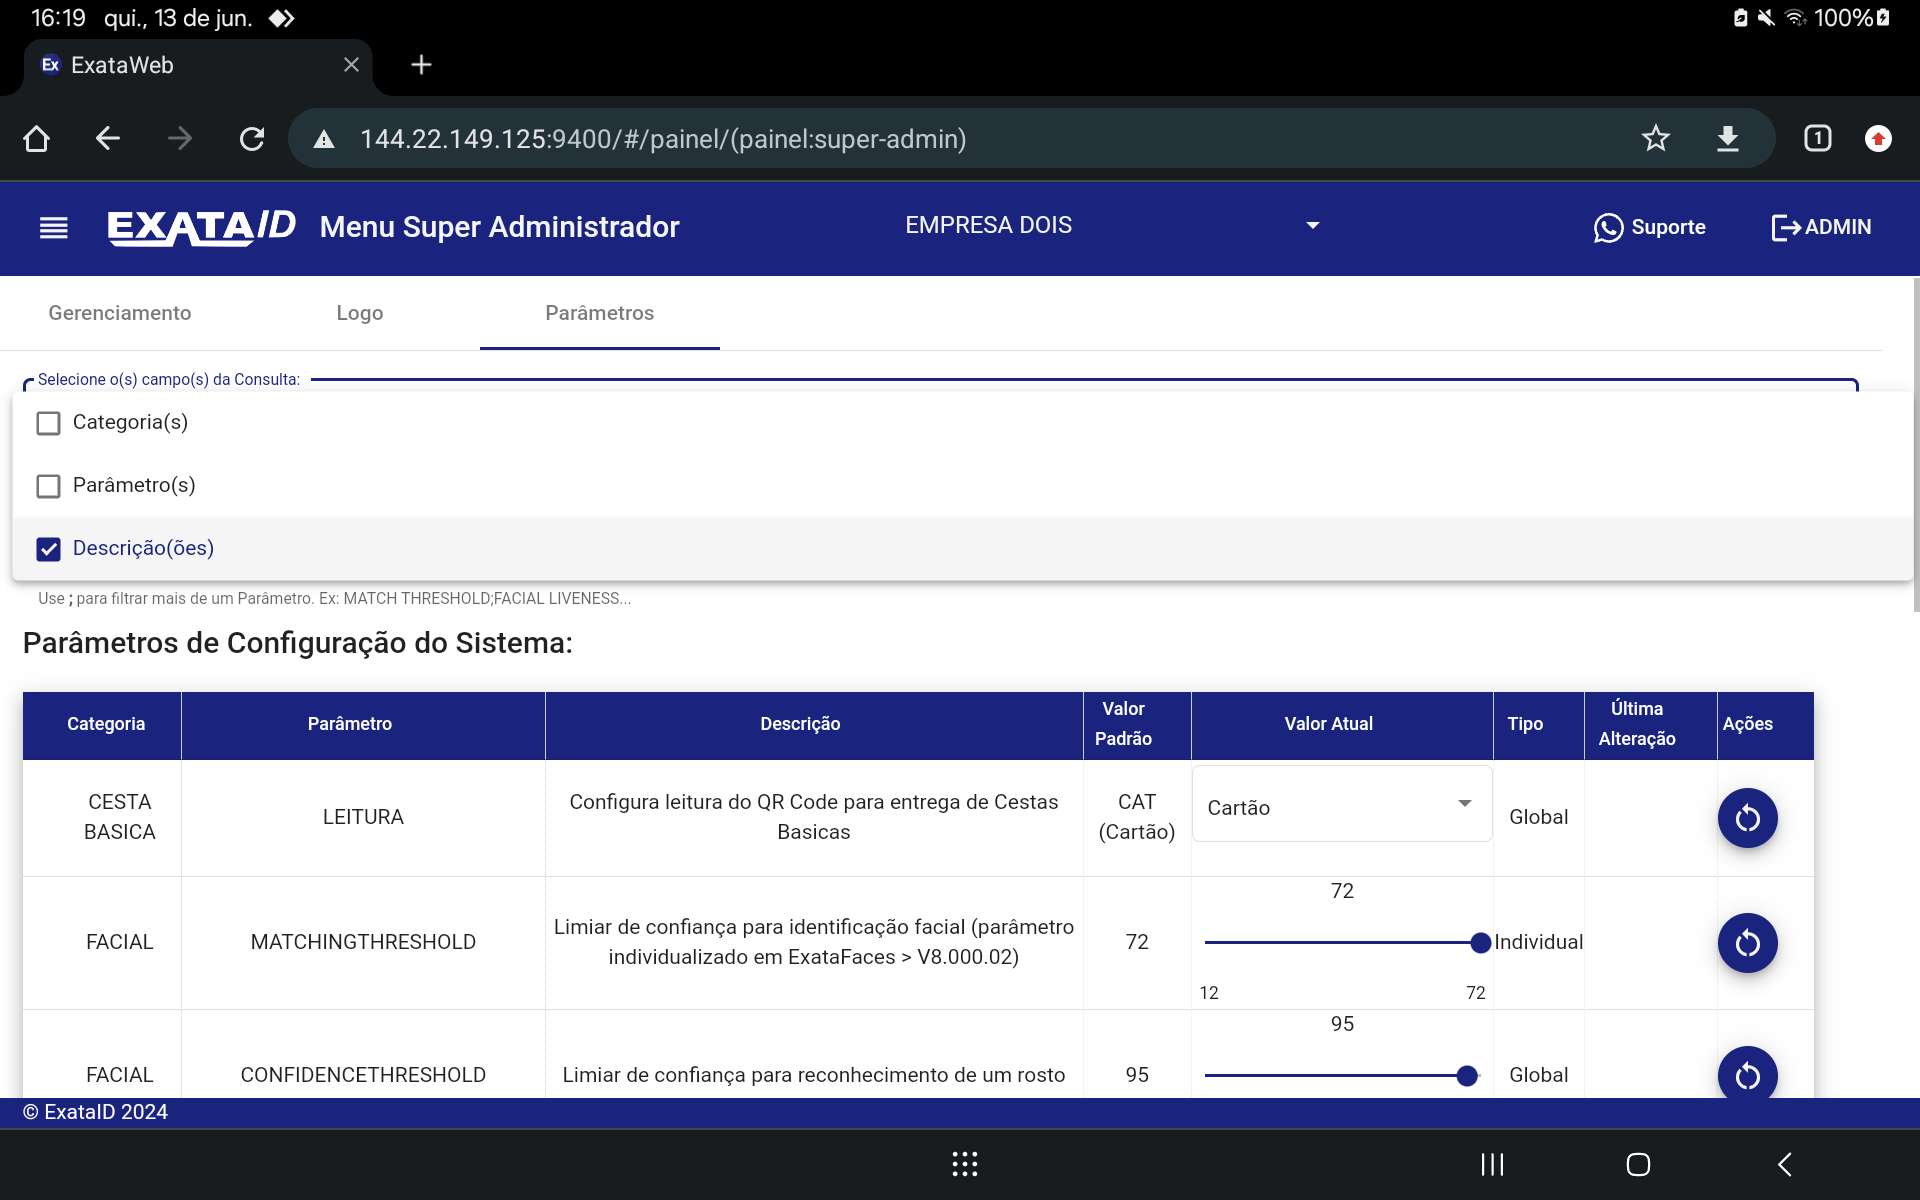 16:19 qui., 13 de jun. 100%
Ex ExataWeb
144.22.149.125:9400/#/painel/(painel:super-admin) 1
EXATA/ID Menu Super Administrador EMPRESA DOIS Suporte ADMIN
Gerenciamento Logo Parâmetros
Selecione o(s) campo(s) da Consulta:
Categoria(s)
Parâmetro(s)
Descrição(ões)
Use ; para filtrar mais de um Parâmetro. Ex: MATCH THRESHOLD;FACIAL LIVENESS...
Parâmetros de Configuração do Sistema:
Categoria Parâmetro Descrição Valor Padrão Valor Atual Tipo Última Alteração Ações
CESTA BASICA LEITURA Configura leitura do QR Code para entrega de Cestas Basicas CAT (Cartão) Cartão Global
FACIAL MATCHINGTHRESHOLD Limiar de confiança para identificação facial (parâmetro individualizado em ExataFaces > V8.000.02) 72 72 12 72 Individual
FACIAL CONFIDENCETHRESHOLD Limiar de confiança para reconhecimento de um rosto 95 95 Global
© ExataID 2024